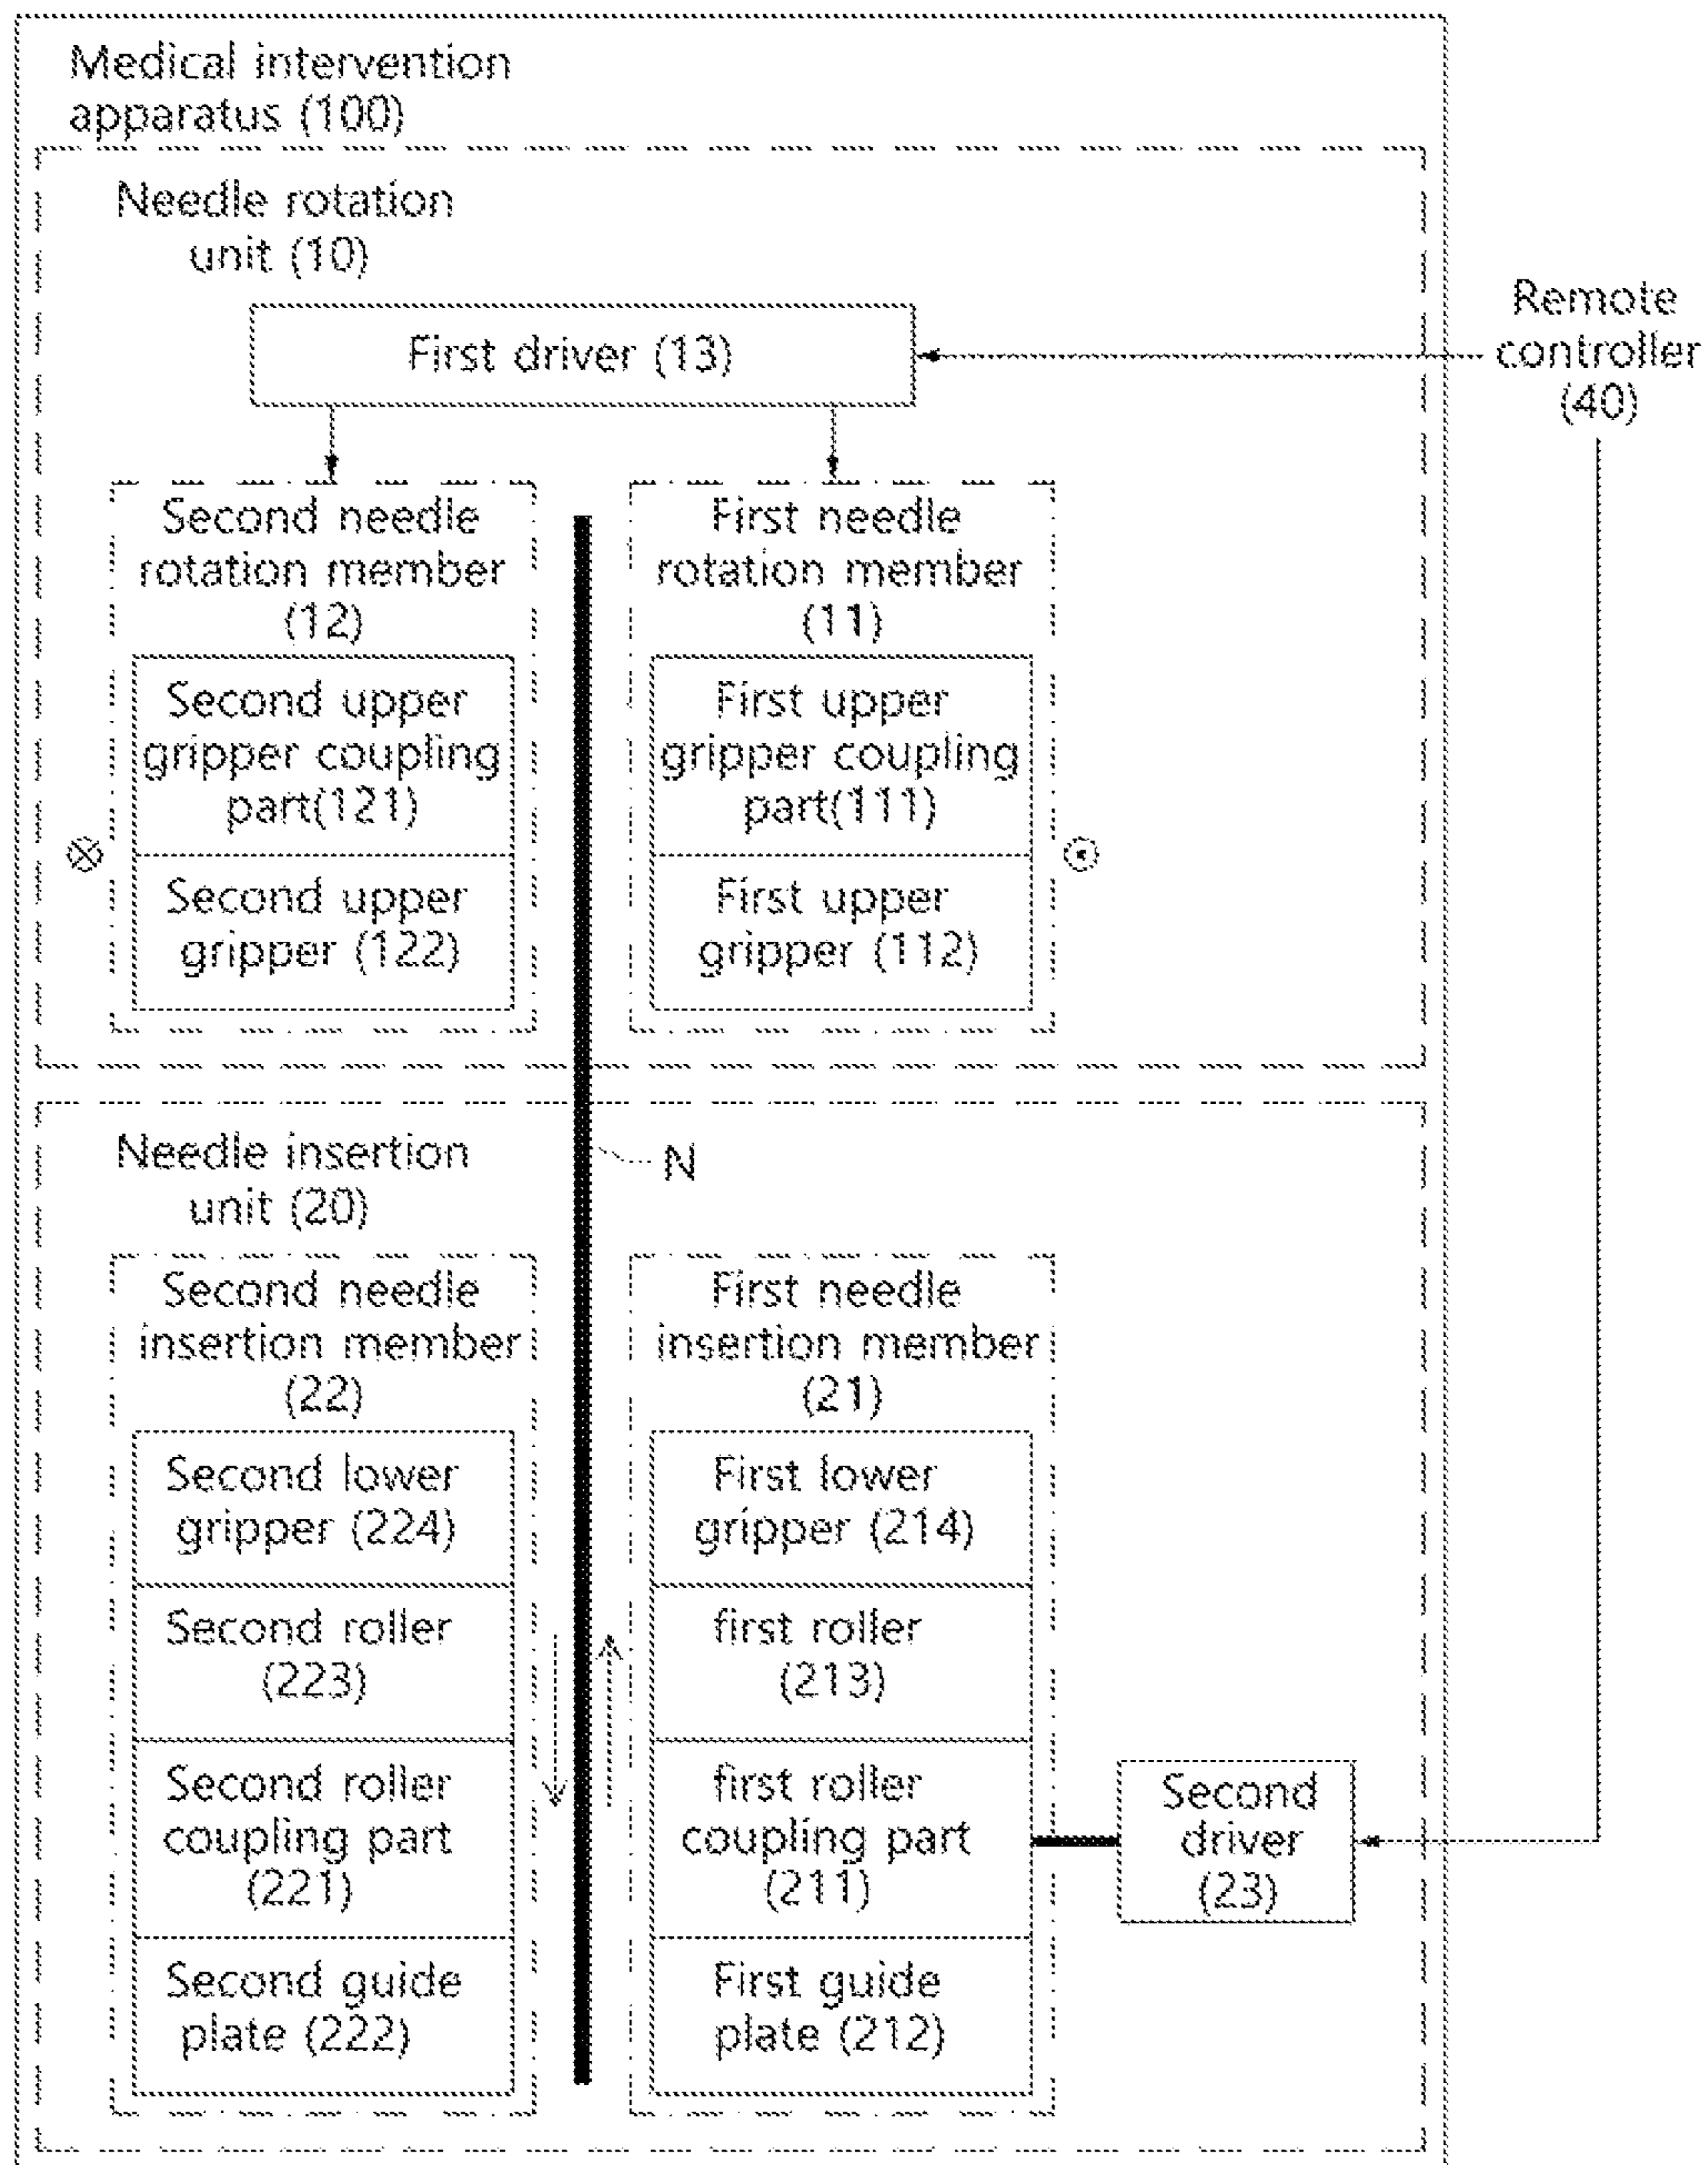 Medical intervention
apparatus (100)
Needle rotation
unit (10)
First driver (13)
Remote
controller
(40)
Second needle
rotation member
(12)
Second upper
gripper coupling
part(121)
Second upper
gripper (122)
First needle
rotation member
(11)
First upper
gripper coupling
part(111)
First upper
gripper (112)
N
Needle insertion
unit (20)
Second needle
insertion member
(22)
Second lower
gripper (224)
Second roller
(223)
Second roller
coupling part
(221)
Second guide
plate (222)
First needle
insertion member
(21)
First lower
gripper (214)
first roller
(213)
first roller
coupling part
(211)
First guide
plate (212)
Second
driver
(23)